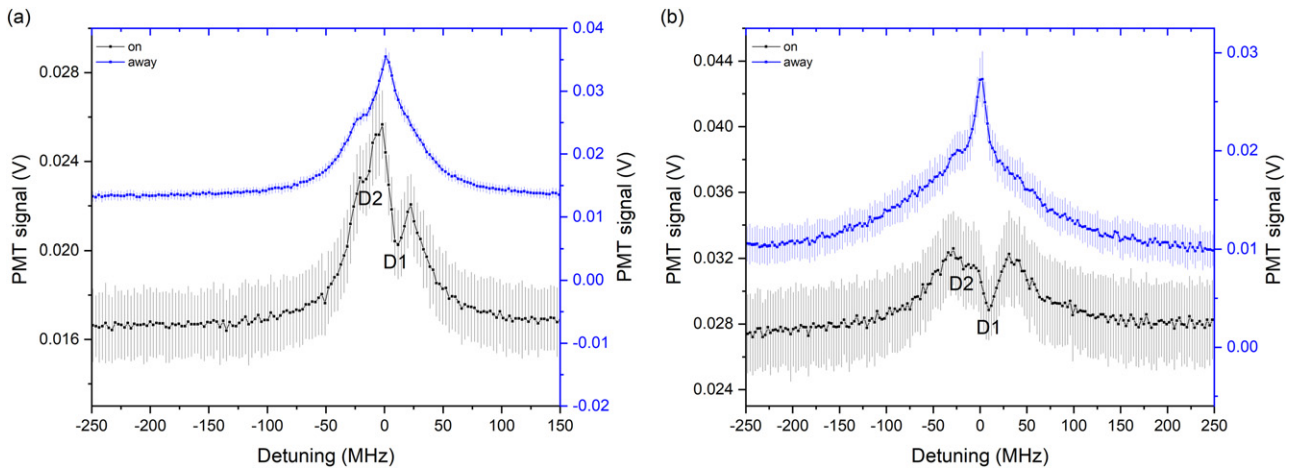 (a)
on
away
0.028
0.024
0.020
0.016
PMT signal (V)
D2
D1
0.04
0.03
0.02
0.01
0.00
-0.01
-0.02
PMT signal (V)
-250 -200 -150 -100 -50 0 50 100 150
Detuning (MHz)
(b)
on
away
0.044
0.040
0.036
0.032
0.028
0.024
PMT signal (V)
D2
D1
0.03
0.02
0.01
0.00
PMT signal (V)
-250 -200 -150 -100 -50 0 50 100 150 200 250
Detuning (MHz)